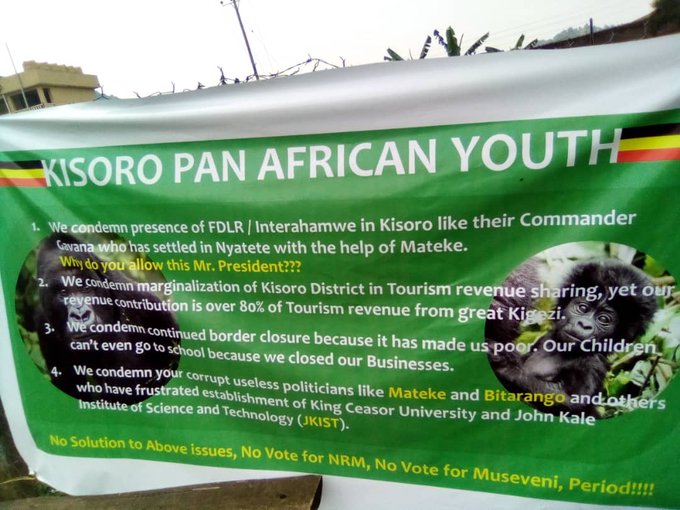 KISORO PAN AFRICAN YOUTH
1. We condemn presence of FDLR / Interahamwe in Kisoro like their Commander
Gavana who has settled in Nyatete with the help of Mateke.
Why do you allow this Mr. President???
2. We condemn marginalization of Kisoro District in Tourism revenue sharing, yet our
revenue contribution is over 80% of Tourism revenue from great Kigezi.
3. We condemn continued border closure because it has made us poor. Our Children
can't even go to school because we closed our Businesses.
4. We condemn your corrupt useless politicians like Mateke and Bitarango and others
who have frustrated establishment of King Ceasor University and John Kale
Institute of Science and Technology (JKIST).
No Solution to Above issues, No Vote for NRM, No Vote for Museveni, Period!!!!